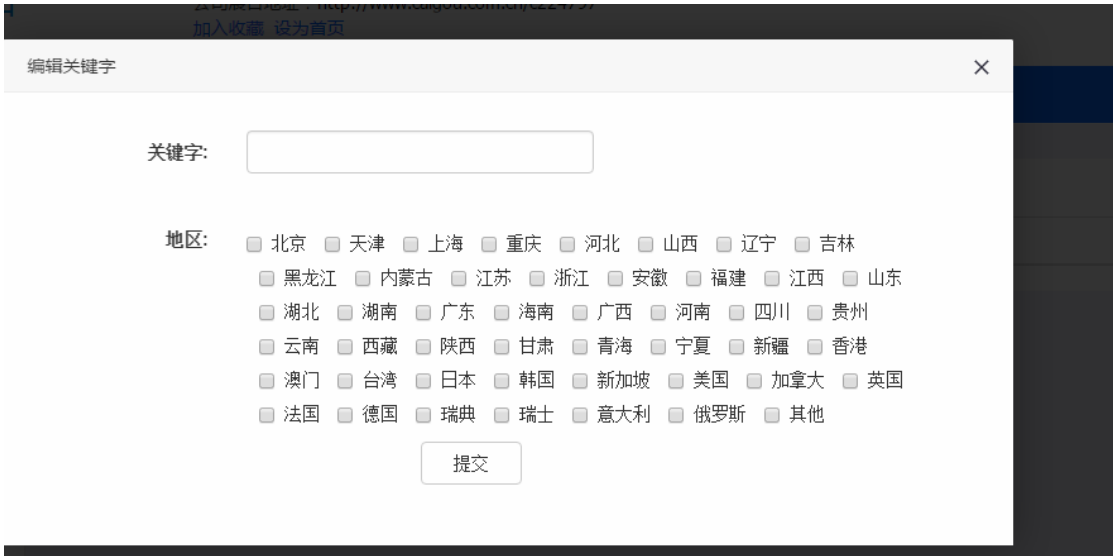 加入收藏 设为首页
编辑关键字
关键字:
地区: 北京 天津 上海 重庆 河北 山西 辽宁 吉林
黑龙江 内蒙古 江苏 浙江 安徽 福建 江西 山东
湖北 湖南 广东 海南 广西 河南 四川 贵州
云南 西藏 陕西 甘肃 青海 宁夏 新疆 香港
澳门 台湾 日本 韩国 新加坡 美国 加拿大 英国
法国 德国 瑞典 瑞士 意大利 俄罗斯 其他
提交